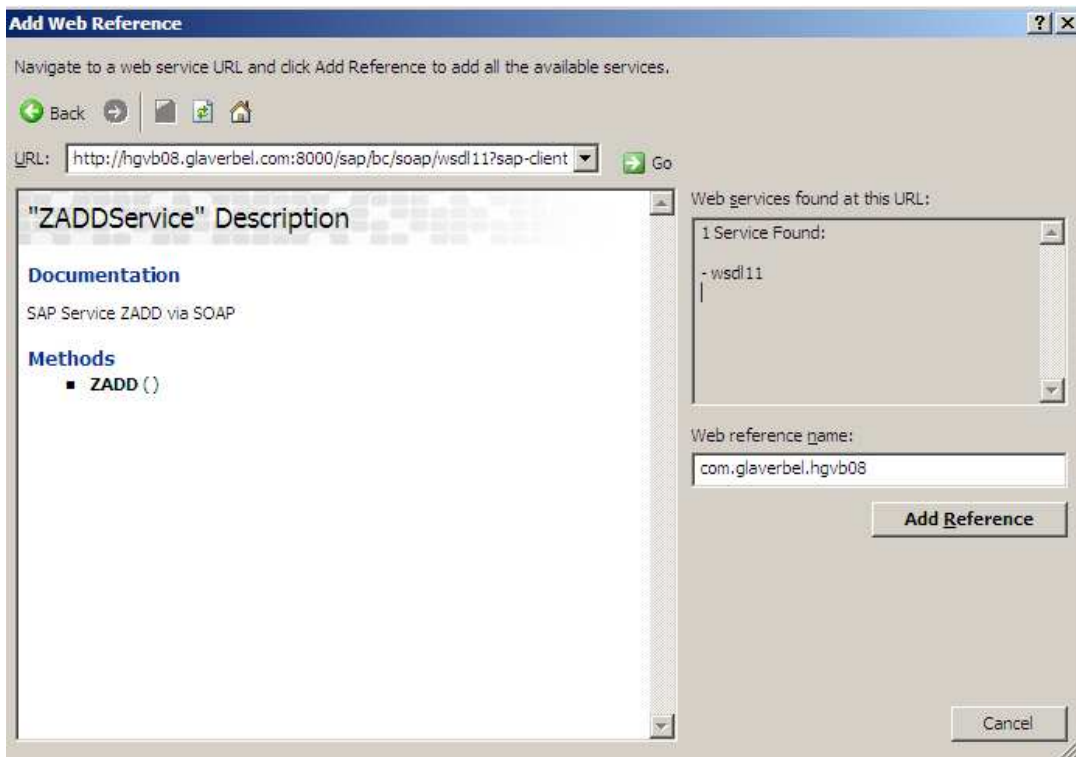 Add Web Reference
Navigate to a web service URL and click Add Reference to add all the available services.
Back
URL: http://hgvb08.glaverbel.com:8000/sap/bc/soap/wsdl11?sap-client Go
"ZADDService" Description
Documentation
SAP Service ZADD via SOAP
Methods
ZADD ()
Web services found at this URL:
1 Service Found:
- wsdl11
Web reference name:
com.glaverbel.hgvb08
Add Reference
Cancel